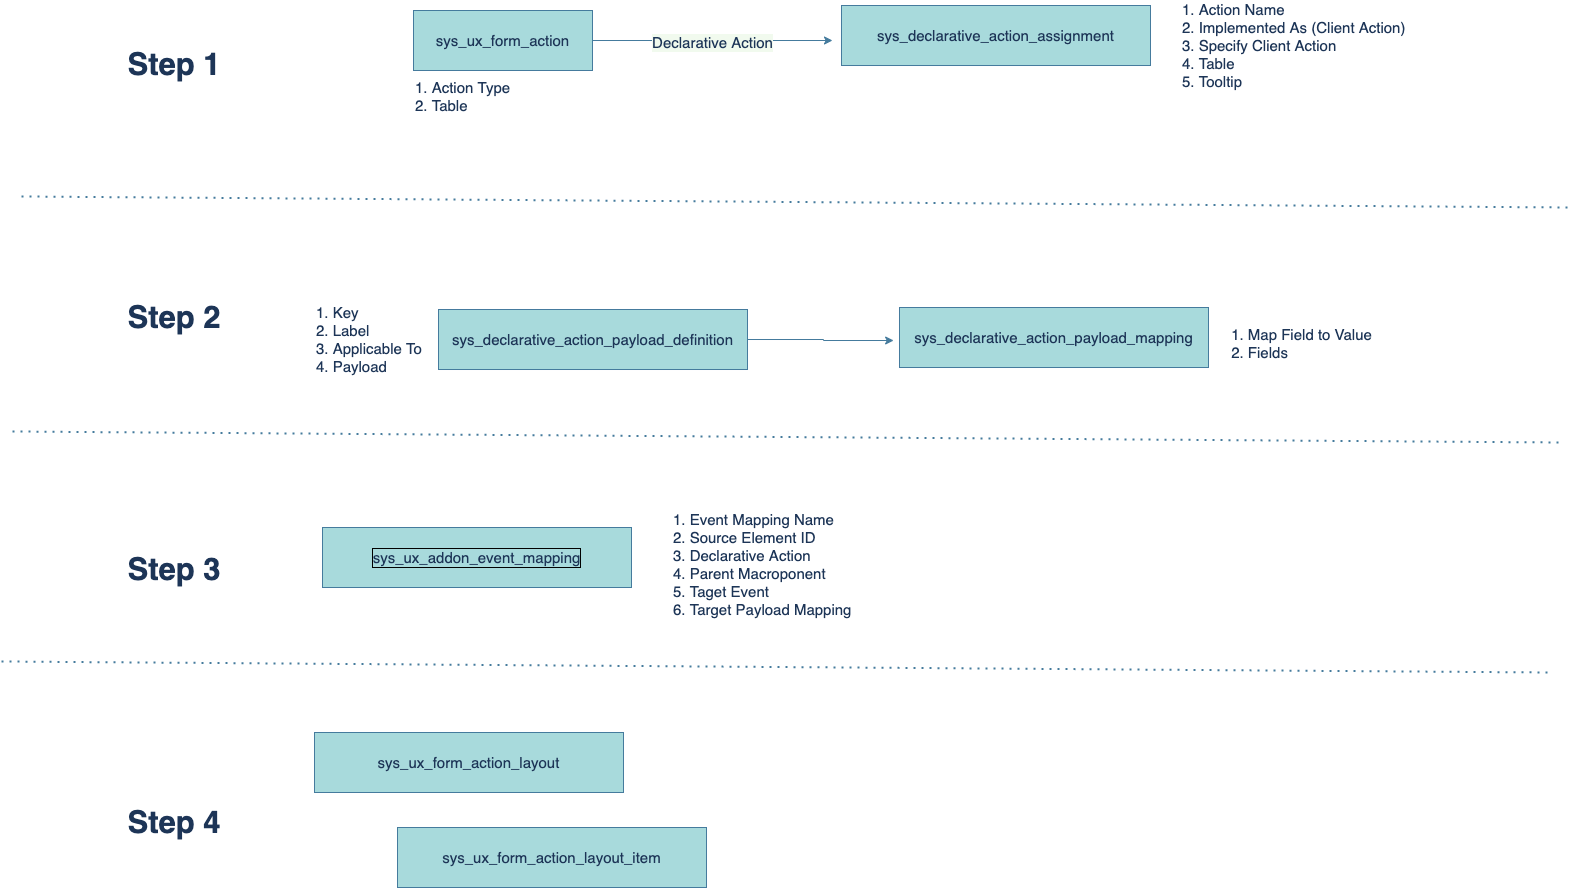 Step 1
sys_ux_form_action
Declarative Action
sys_declarative_action_assignment
1. Action Type
2. Table
1. Action Name
2. Implemented As (Client Action)
3. Specify Client Action
4. Table
5. Tooltip
Step 2
1. Key
2. Label
3. Applicable To
4. Payload
sys_declarative_action_payload_definition
sys_declarative_action_payload_mapping
1. Map Field to Value
2. Fields
Step 3
sys_ux_addon_event_mapping
1. Event Mapping Name
2. Source Element ID
3. Declarative Action
4. Parent Macroponent
5. Taget Event
6. Target Payload Mapping
Step 4
sys_ux_form_action_layout
sys_ux_form_action_layout_item